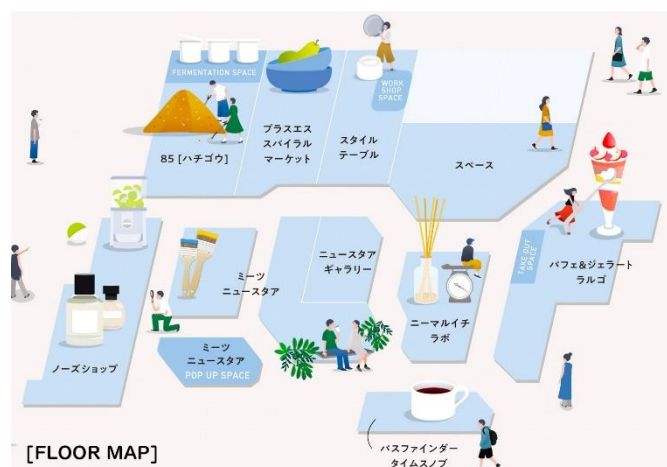 FERMENTATION SPACE
85 [ハチゴウ]
プラスエス
スパイラル
マーケット
WORK
SHOP
SPACE
スタイル
テーブル
スペース
TAKE OUT
SPACE
パフェ&ジェラート
ラルゴ
ミーツ
ニュースタア
ニュースタア
ギャラリー
ニーマルイチ
ラボ
ノーズショップ
ミーツ
ニュースタア
POP UP SPACE
パスファインダー
タイムスノブ
[FLOOR MAP]